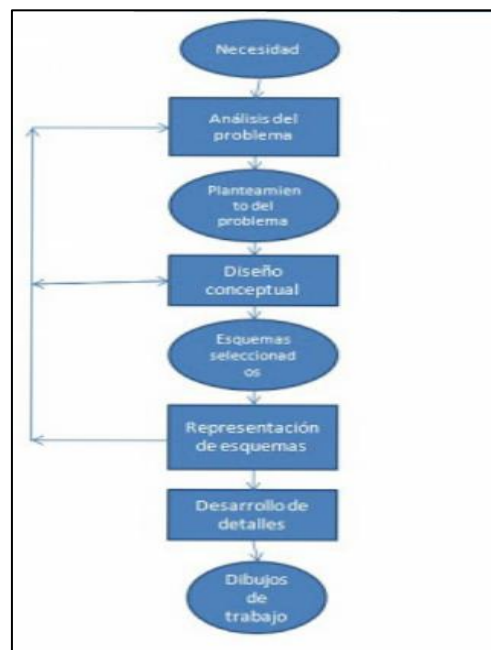 Necesidad
Análisis del
problema
Planteamien
to del
problema
Diseño
conceptual
Esquemas
seleccionad
os
Representación
de esquemas
Desarrollo de
detalles
Dibujos
de
trabajo